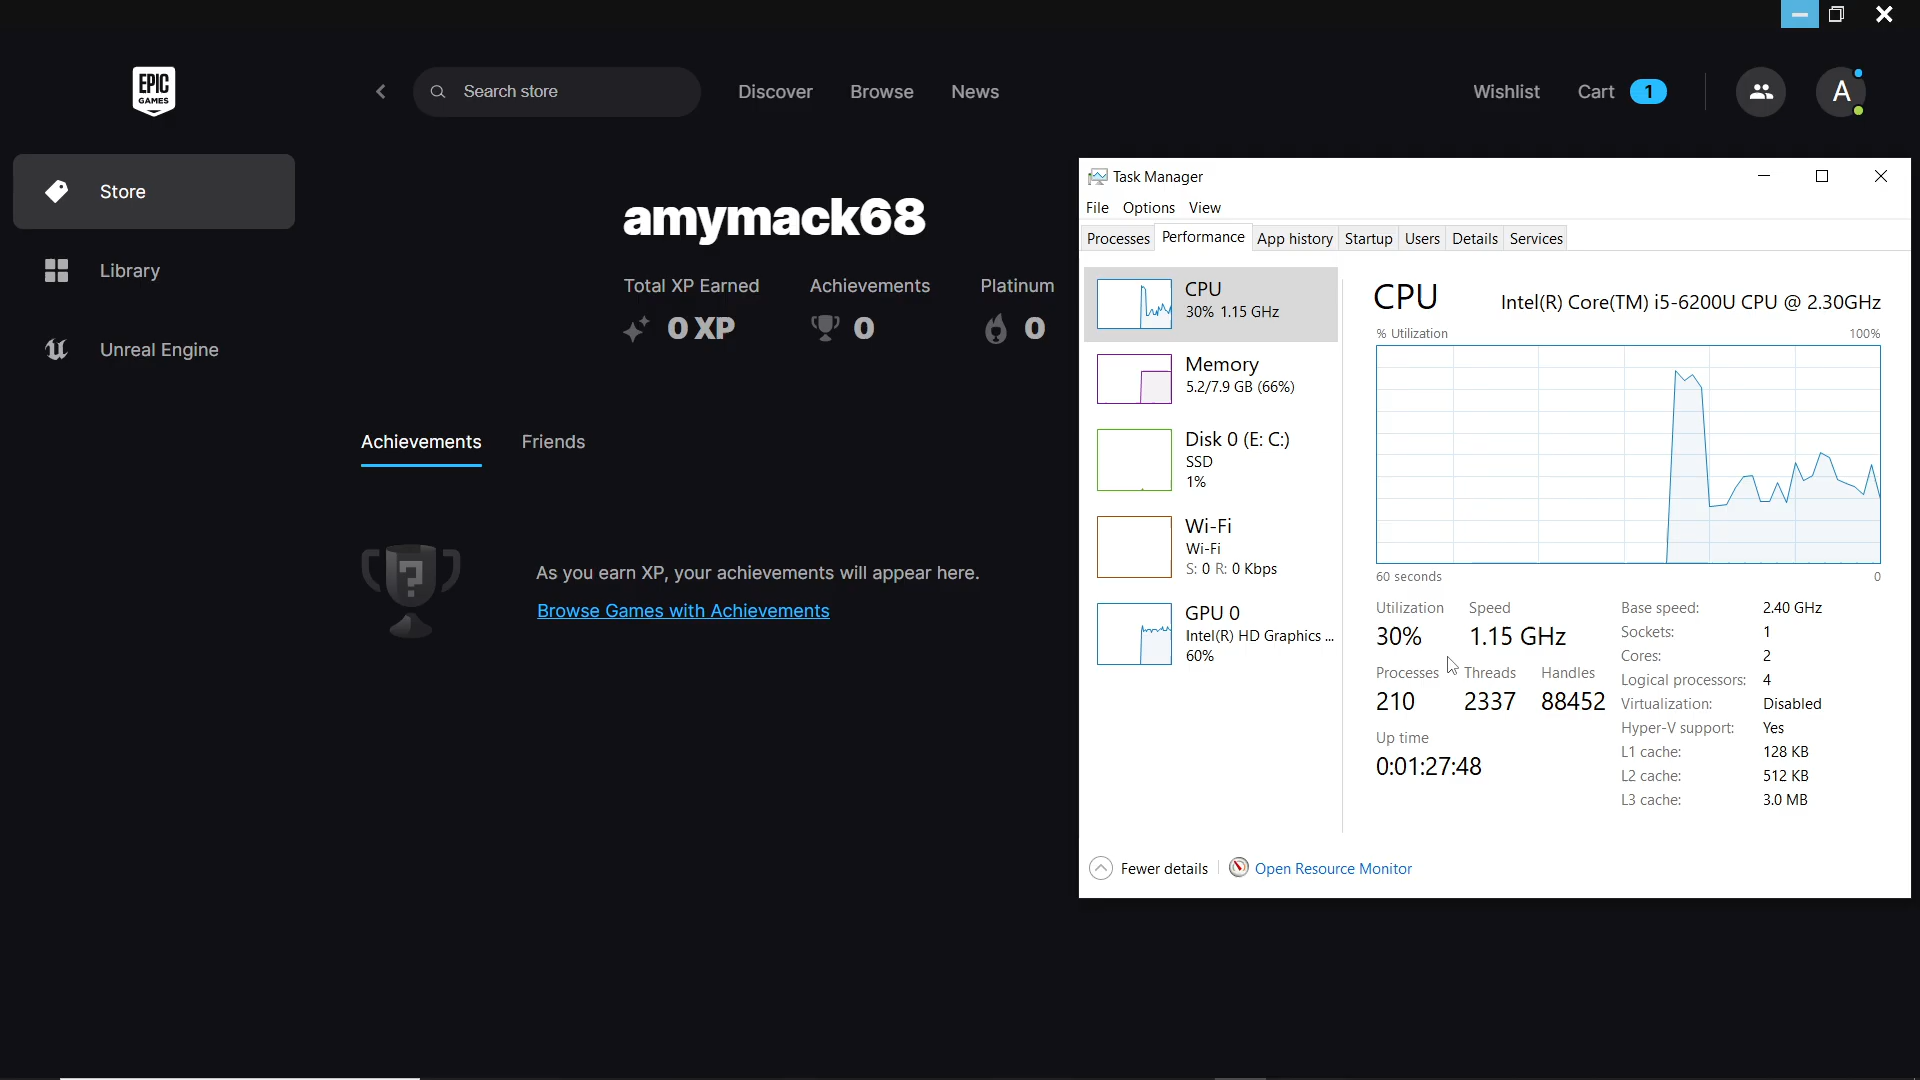 EPIC
GAMES
Search store
Discover
Browse
News
Wishlist
Cart
1
A
Store
Library
Unreal Engine
amymack68
Total XP Earned
0 XP
Achievements
0
Platinum
0
Achievements
Friends
?
As you earn XP, your achievements will appear here.
Browse Games with Achievements
Task Manager
File Options View
Processes Performance App history Startup Users Details Services
CPU
30% 1.15 GHz
Memory
5.2/7.9 GB (66%)
Disk 0 (E: C:)
SSD
1%
Wi-Fi
Wi-Fi
S: 0 R: 0 Kbps
GPU 0
Intel(R) HD Graphics ...
60%
CPU
Intel(R) Core(TM) i5-6200U CPU @ 2.30GHz
% Utilization
100%
60 seconds
0
Utilization Speed
30% 1.15 GHz
Processes Threads Handles
210 2337 88452
Up time
0:01:27:48
Base speed: 2.40 GHz
Sockets: 1
Cores: 2
Logical processors: 4
Virtualization: Disabled
Hyper-V support: Yes
L1 cache: 128 KB
L2 cache: 512 KB
L3 cache: 3.0 MB
Fewer details
Open Resource Monitor